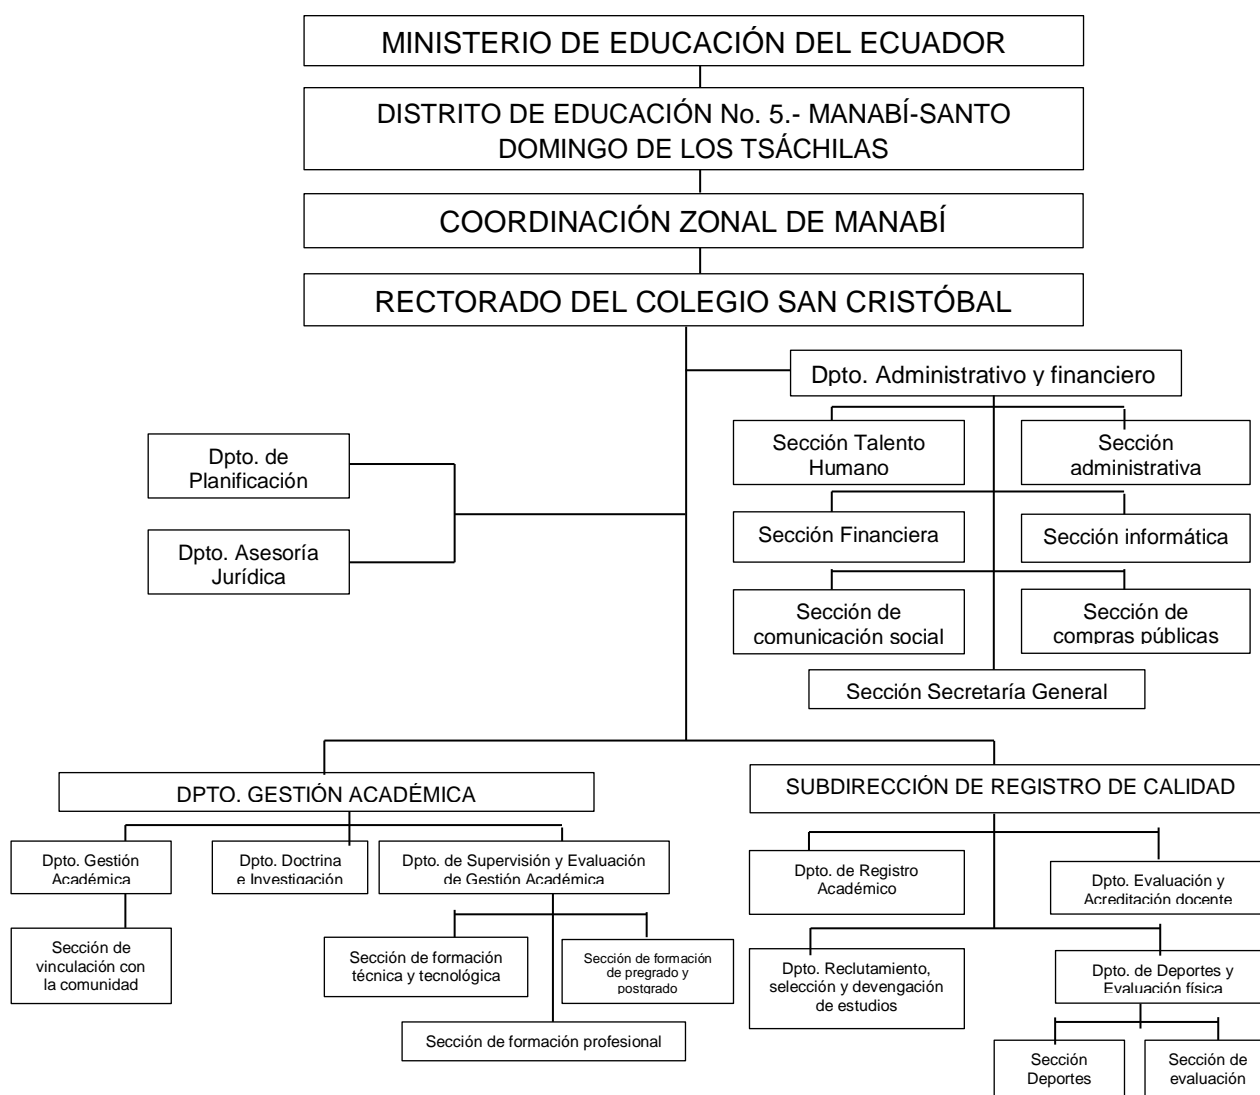 MINISTERIO DE EDUCACIÓN DEL ECUADOR
DISTRITO DE EDUCACIÓN No. 5.- MANABÍ-SANTO
DOMINGO DE LOS TSÁCHILAS
COORDINACIÓN ZONAL DE MANABÍ
RECTORADO DEL COLEGIO SAN CRISTÓBAL
Dpto. Administrativo y financiero
Sección Talento
Humano
Sección
administrativa
Dpto. de
Planificación
Sección Financiera
Sección informática
Dpto. Asesoría
Jurídica
Sección de
comunicación social
Sección de
compras públicas
Sección Secretaría General
DPTO. GESTIÓN ACADÉMICA
SUBDIRECCIÓN DE REGISTRO DE CALIDAD
Dpto. Gestión
Académica
Dpto. Doctrina
e Investigación
Dpto. de Supervisión y Evaluación
de Gestión Académica
Dpto. de Registro
Académico
Dpto. Evaluación y
Acreditación docente
Sección de
vinculación con
la comunidad
Sección de formación
técnica y tecnológica
Sección de formación
de pregrado y
postgrado
Dpto. Reclutamiento,
selección y devengación
de estudios
Dpto. de Deportes y
Evaluación física
Sección de formación profesional
Sección
Deportes
Sección de
evaluación